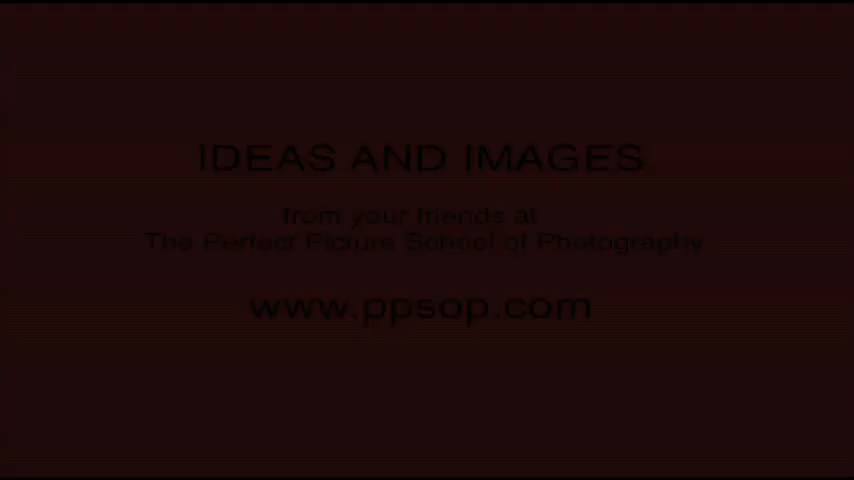 IDEAS AND IMAGES
from your friends at
The Perfect Picture School of Photography
www.ppsop.com